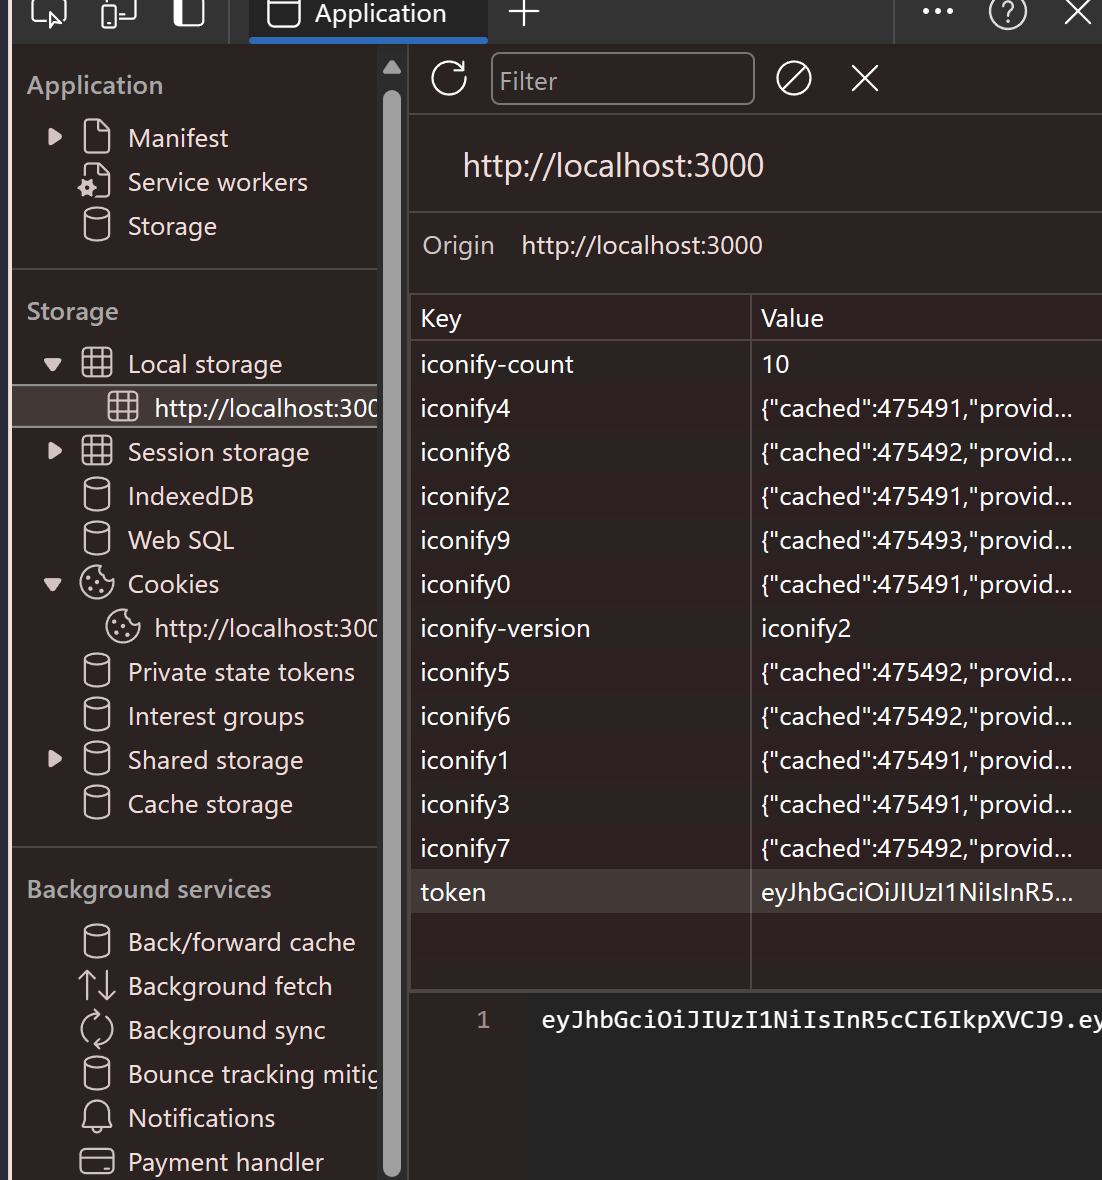 Application
Filter
Application
Manifest
Service workers
Storage
Storage
Local storage
http://localhost:300
Session storage
IndexedDB
Web SQL
Cookies
http://localhost:300
Private state tokens
Interest groups
Shared storage
Cache storage
Background services
Back/forward cache
Background fetch
Background sync
Bounce tracking mitig
Notifications
Payment handler
http://localhost:3000
Origin http://localhost:3000
Key Value
iconify-count 10
iconify4 {"cached":475491,"provid...
iconify8 {"cached":475492,"provid...
iconify2 {"cached":475491,"provid...
iconify9 {"cached":475493,"provid...
iconify0 {"cached":475491,"provid...
iconify-version iconify2
iconify5 {"cached":475492,"provid...
iconify6 {"cached":475492,"provid...
iconify1 {"cached":475491,"provid...
iconify3 {"cached":475491,"provid...
iconify7 {"cached":475492,"provid...
token eyJhbGciOiJIUzI1NiIsInR5...
1 eyJhbGciOiJIUzI1NiIsInR5cCI6IkpXVCJ9.ey